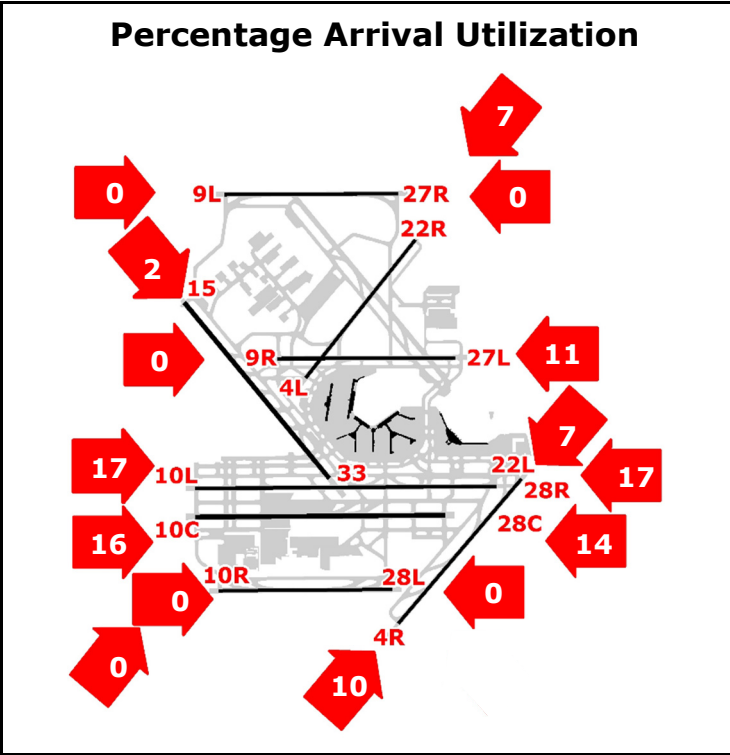 Percentage Arrival Utilization
7
0
9L
27R
0
22R
2
15
0
9R
27L
11
4L
7
17
10L
33
22L
28R
17
10C
28C
16
14
10R
28L
0
0
4R
0
10